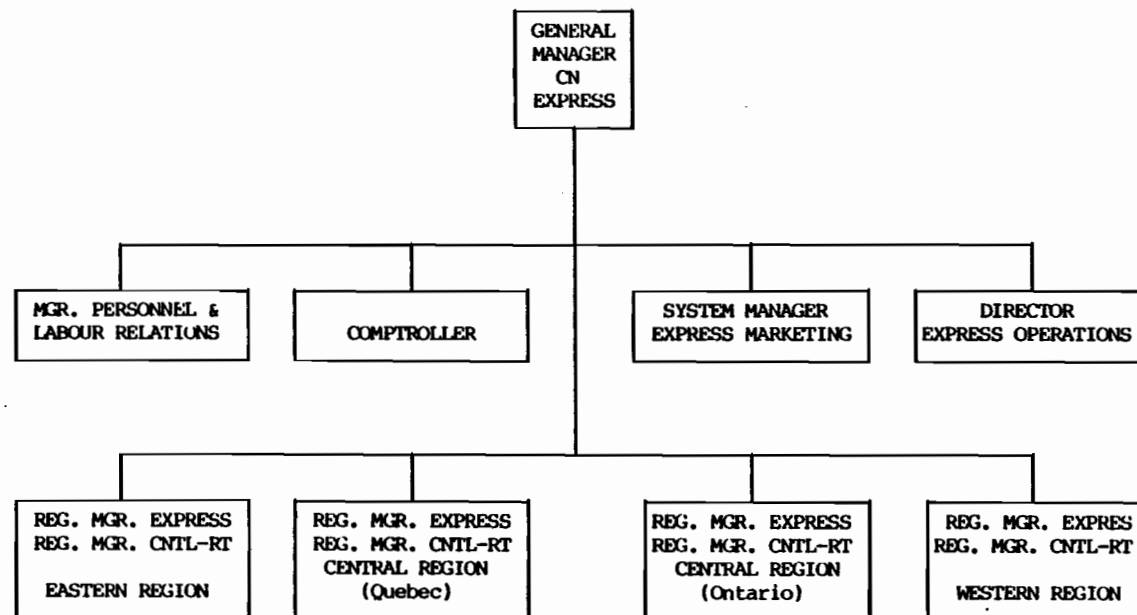 GENERAL
MANAGER
CN
EXPRESS
MGR. PERSONNEL &
LABOUR RELATIONS
COMPTROLLER
SYSTEM MANAGER
EXPRESS MARKETING
DIRECTOR
EXPRESS OPERATIONS
REG. MGR. EXPRESS
REG. MGR. CNTL-RT
EASTERN REGION
REG. MGR. EXPRESS
REG. MGR. CNTL-RT
CENTRAL REGION
(Quebec)
REG. MGR. EXPRESS
REG. MGR. CNTL-RT
CENTRAL REGION
(Ontario)
REG. MGR. EXPRES
REG. MGR. CNTL-RT
WESTERN REGION